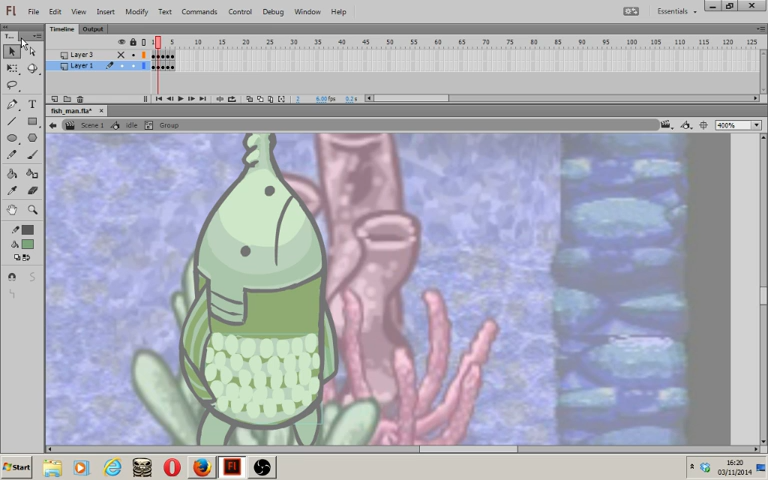 Fl File Edit View Insert Modify Text Commands Control Debug Window Help Essentials
T... Timeline Output
1 5 10 15 20 25 30 35 40 45 50 55 60 65 70 75 80 85 90 95 100 105 110 115 120 125
Layer 3
Layer 1
2 6.00 fps 0.2 s
fish_man.fla* ×
Scene 1 idle Group 400%
T
S
Start Fl 16:20
03/11/2014